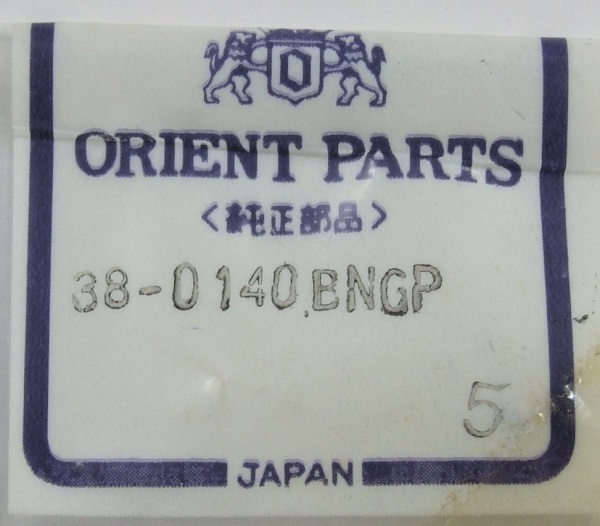 ORIENT PARTS
<純正部品>
38-0140 BNGP
5
JAPAN